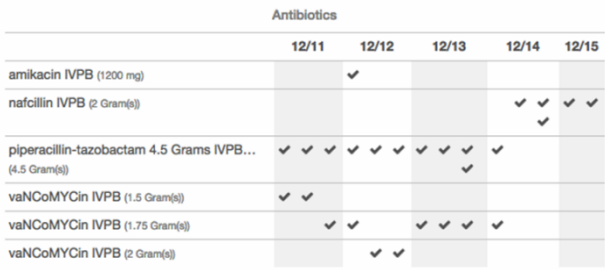 Antibiotics
12/11 12/12 12/13 12/14 12/15
amikacin IVPB (1200 mg)
nafcillin IVPB (2 Gram(s))
piperacillin-tazobactam 4.5 Grams IVPB...
(4.5 Gram(s))
vaNCoMYCin IVPB (1.5 Gram(s))
vaNCoMYCin IVPB (1.75 Gram(s))
vaNCoMYCin IVPB (2 Gram(s))